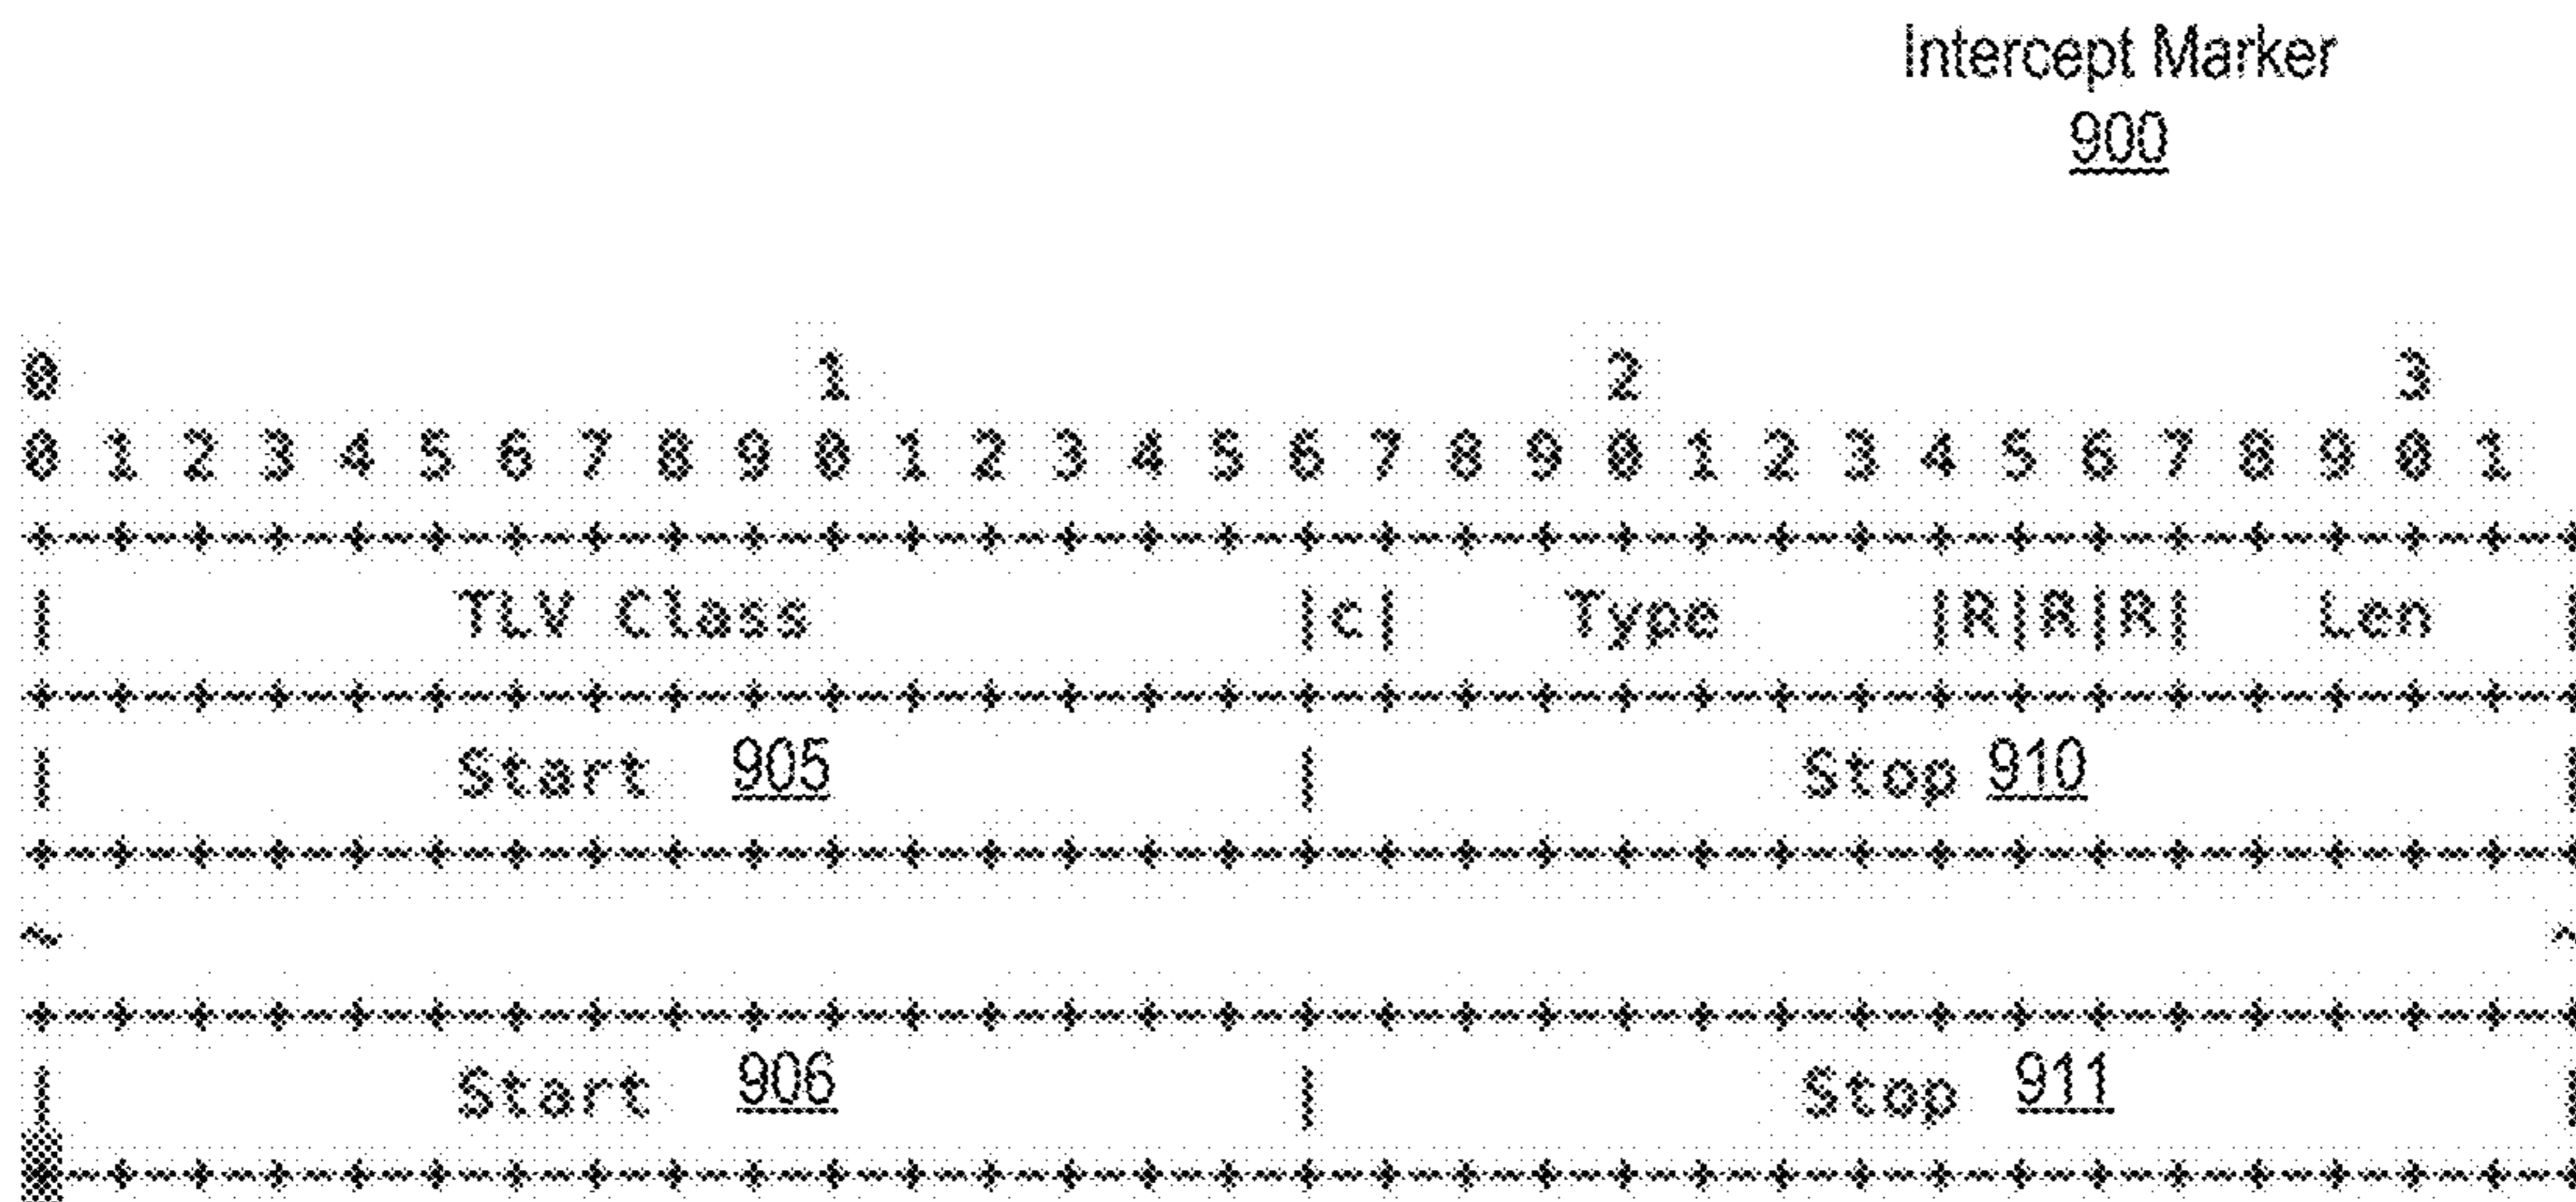 Intercept Marker
900
0                   1                   2                   3
0 1 2 3 4 5 6 7 8 9 0 1 2 3 4 5 6 7 8 9 0 1 2 3 4 5 6 7 8 9 0 1
+-+-+-+-+-+-+-+-+-+-+-+-+-+-+-+-+-+-+-+-+-+-+-+-+-+-+-+-+-+-+-+-+
|          TLV Class            |C|    Type     |R|R|R|   Len   |
+-+-+-+-+-+-+-+-+-+-+-+-+-+-+-+-+-+-+-+-+-+-+-+-+-+-+-+-+-+-+-+-+
|          Start  905           |            Stop 910           |
+-+-+-+-+-+-+-+-+-+-+-+-+-+-+-+-+-+-+-+-+-+-+-+-+-+-+-+-+-+-+-+-+
~                                                               ~
+-+-+-+-+-+-+-+-+-+-+-+-+-+-+-+-+-+-+-+-+-+-+-+-+-+-+-+-+-+-+-+-+
|          Start  906           |            Stop 911           |
+-+-+-+-+-+-+-+-+-+-+-+-+-+-+-+-+-+-+-+-+-+-+-+-+-+-+-+-+-+-+-+-+